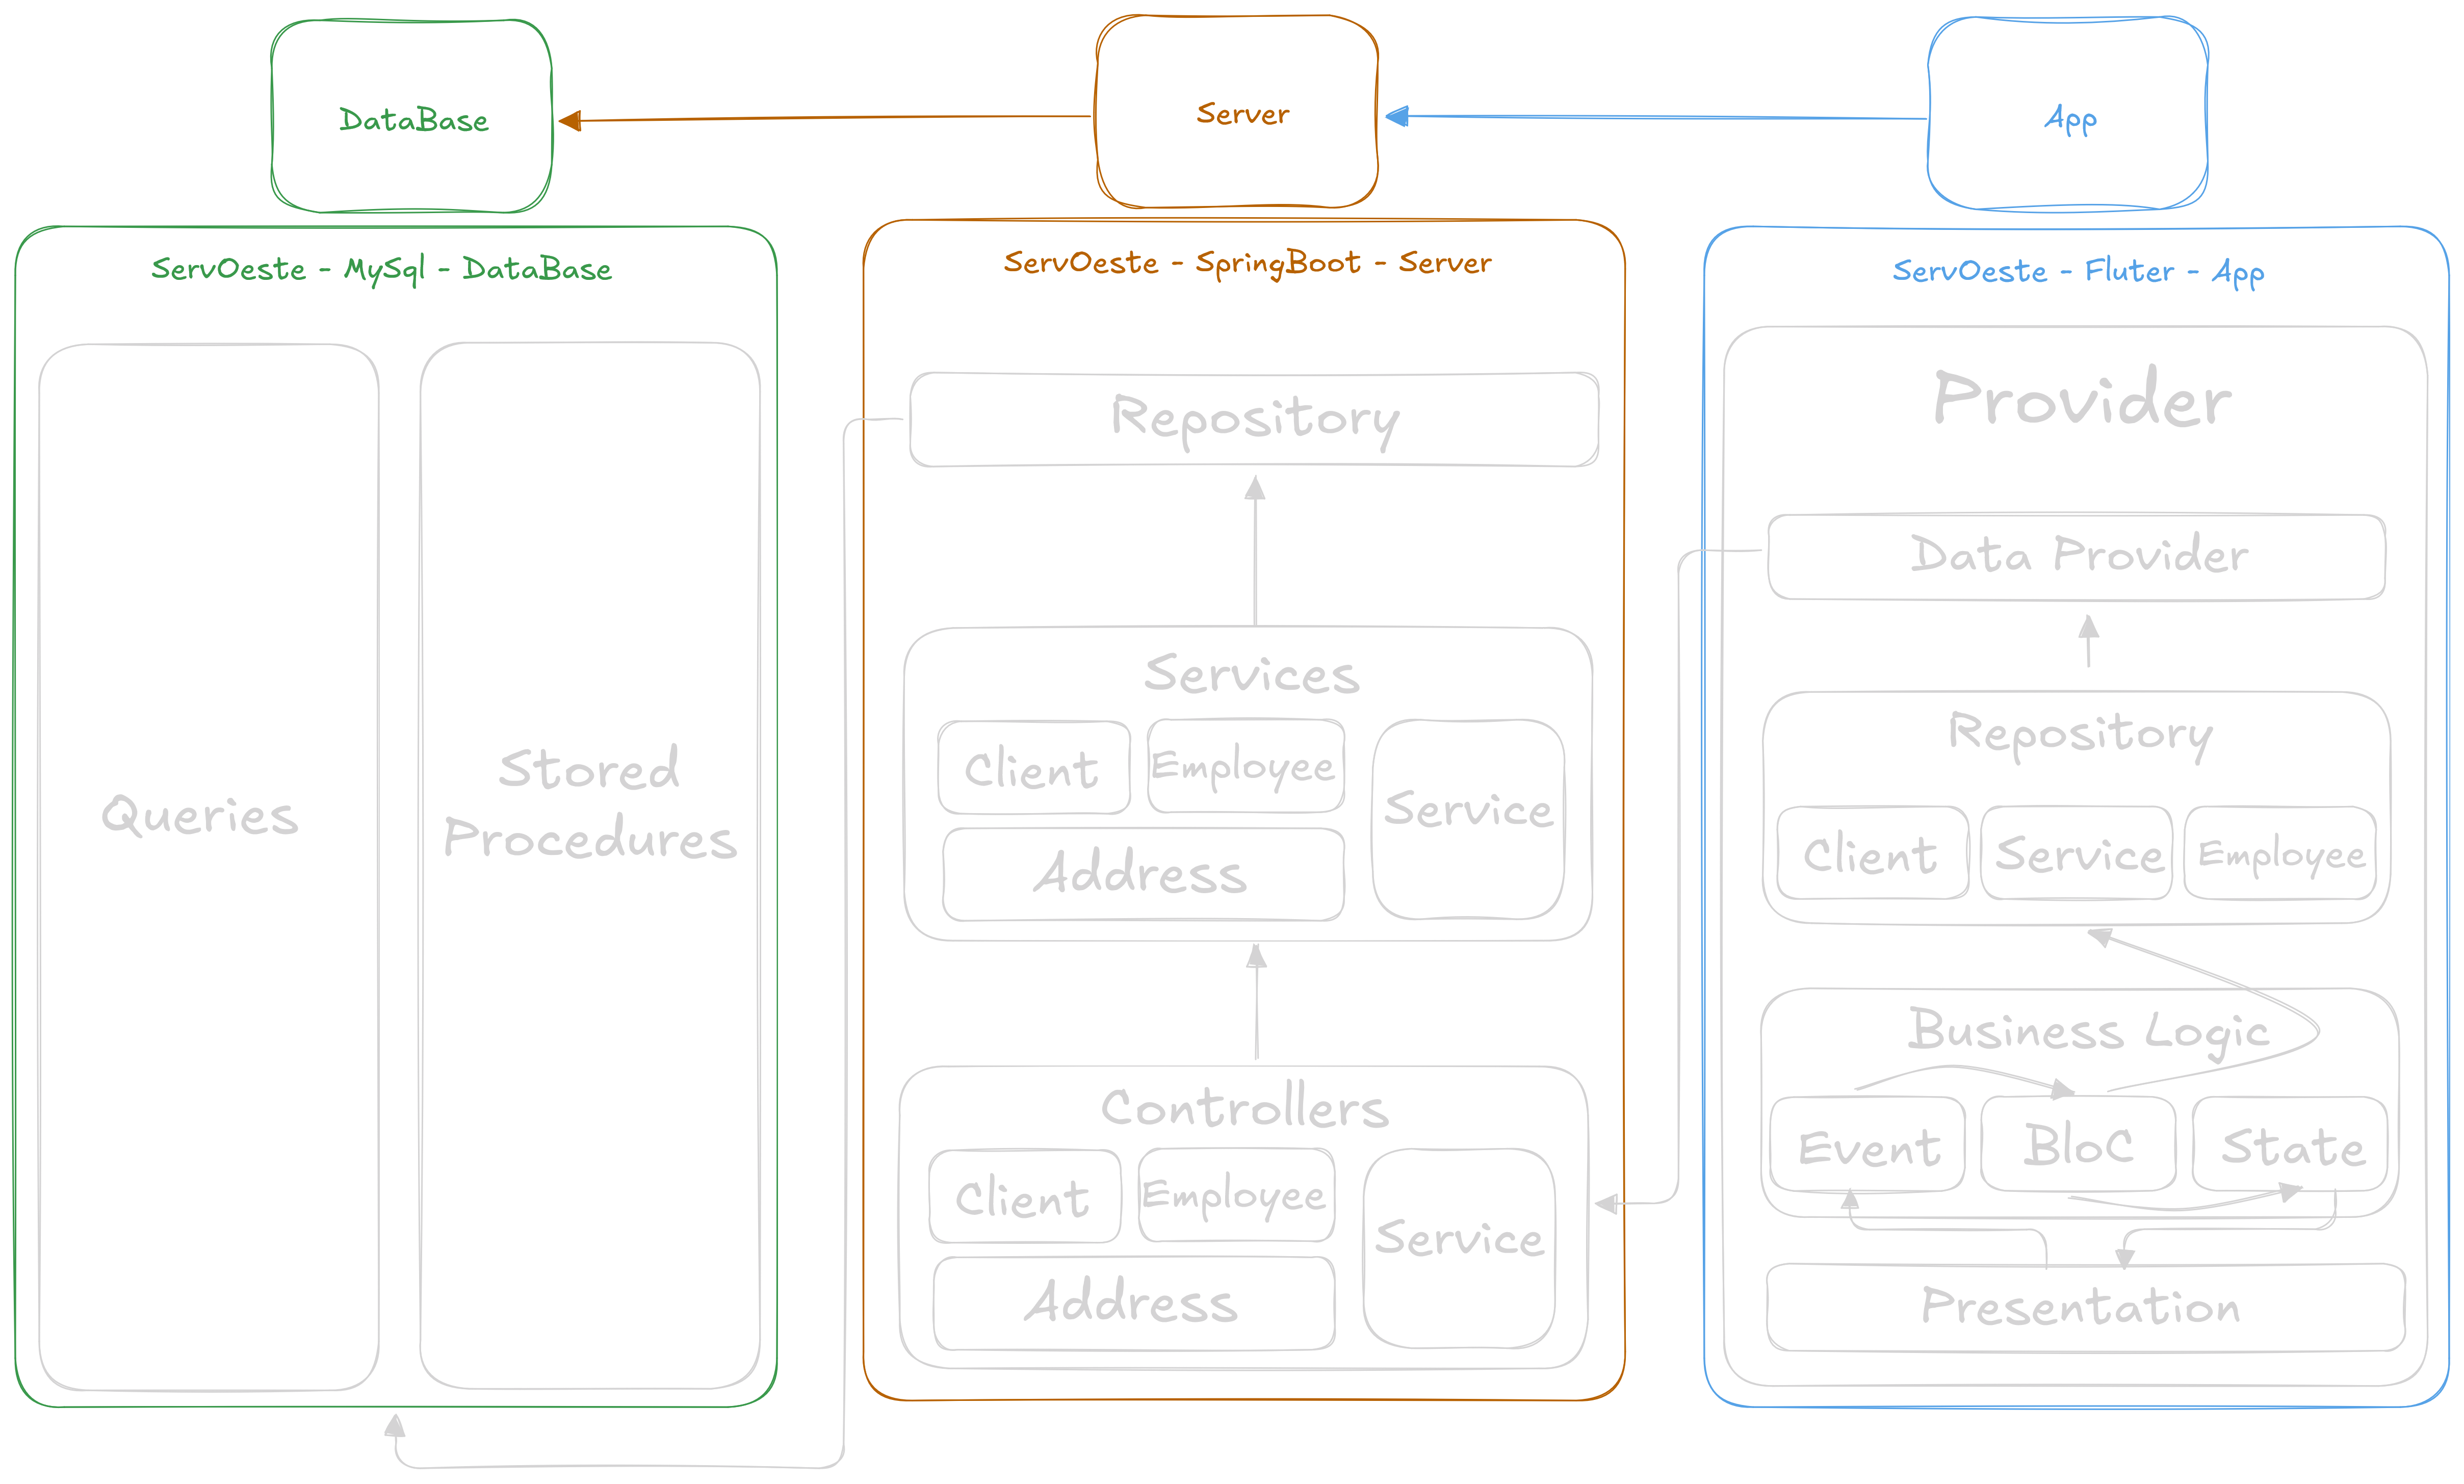 DataBase
Server
App
ServOeste - MySql - DataBase
ServOeste - SpringBoot - Server
ServOeste - Fluter - App
Queries
Stored
Procedures
Repository
Services
Client
Employee
Service
Address
Controllers
Client
Employee
Service
Address
Provider
Data Provider
Repository
Client
Service
Employee
Business Logic
Event
BloC
State
Presentation